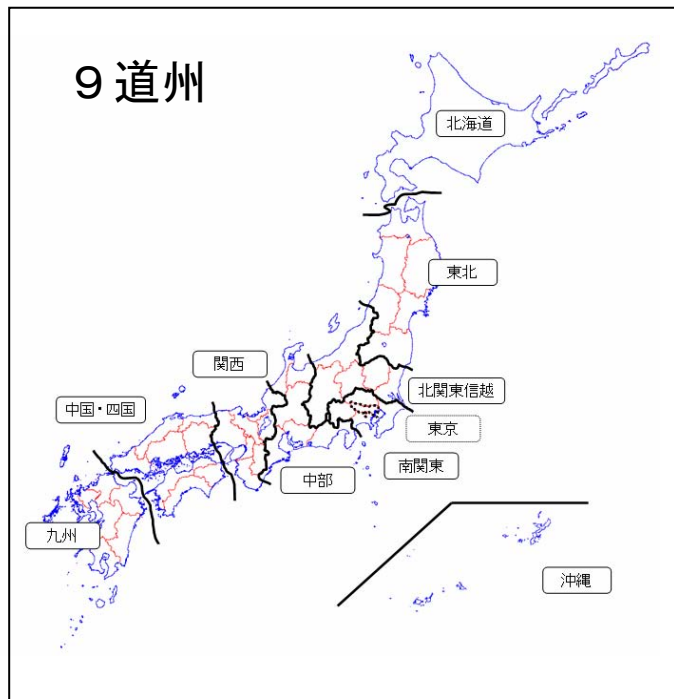 ９道州
北海道
東北
関西
北関東信越
中国・四国
東京
南関東
中部
九州
沖縄